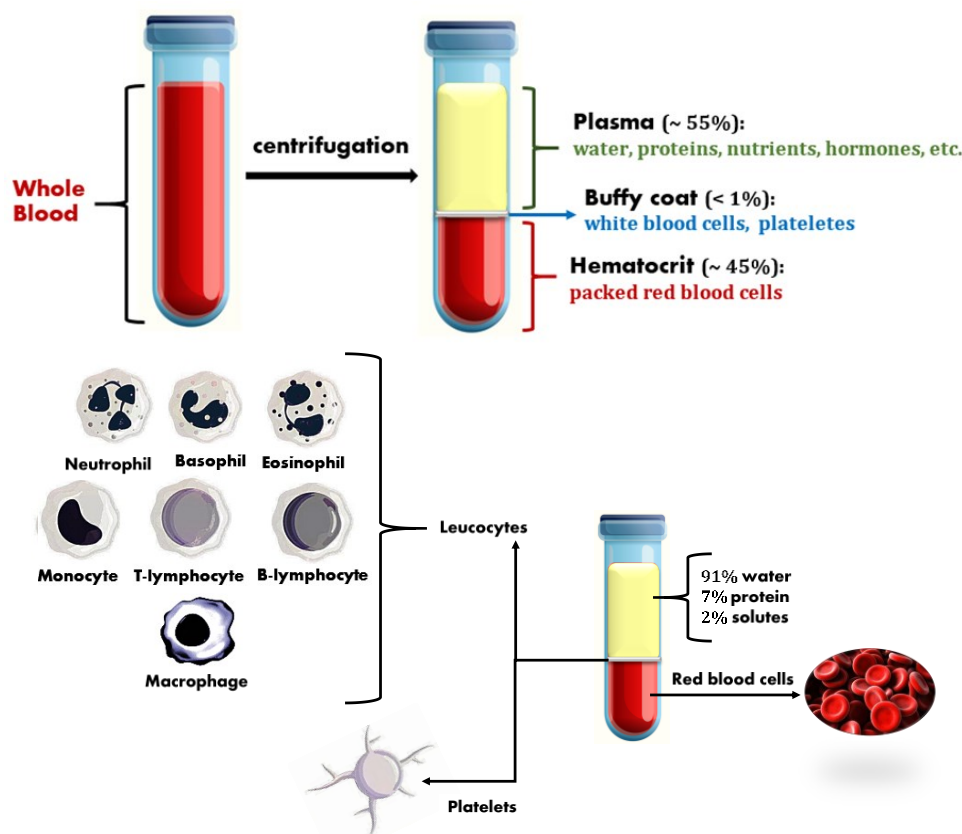 Whole
Blood
centrifugation
Plasma (~ 55%):
water, proteins, nutrients, hormones, etc.
Buffy coat (< 1%):
white blood cells, plateletes
Hematocrit (~ 45%):
packed red blood cells
Neutrophil
Basophil
Eosinophil
Monocyte
T-lymphocyte
B-lymphocyte
Macrophage
Leucocytes
91% water
7% protein
2% solutes
Red blood cells
Platelets